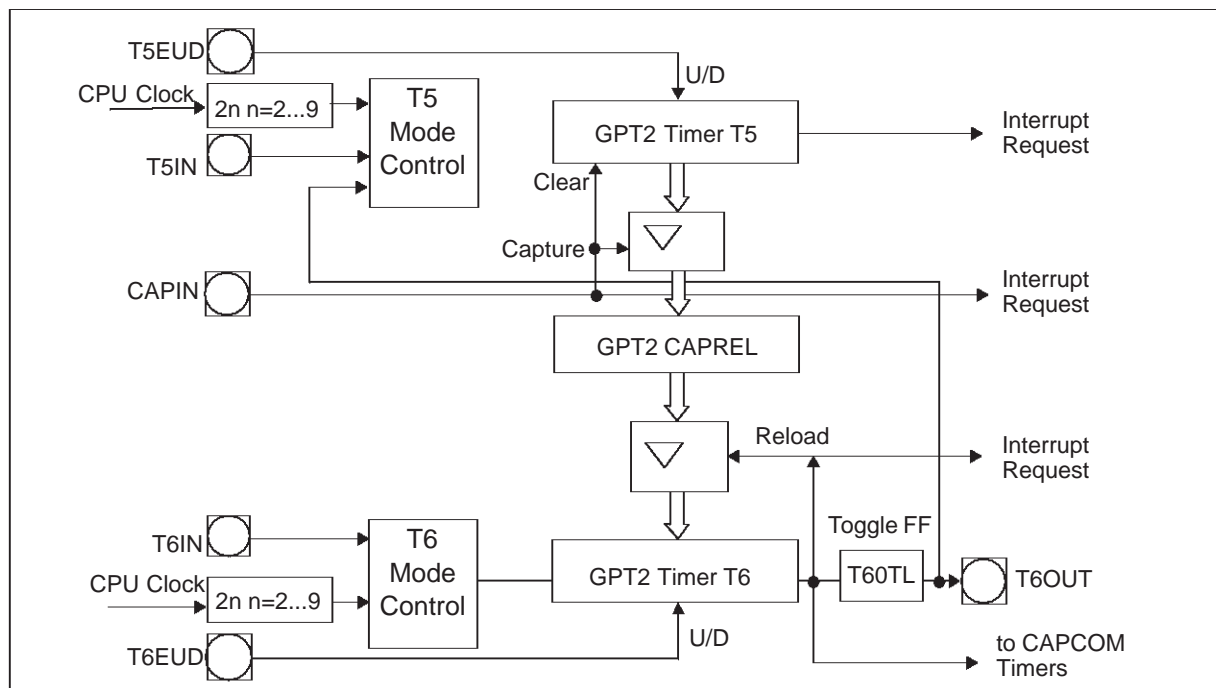 T5EUD
U/D
CPU Clock
2n n=2...9
T5
Mode
Control
GPT2 Timer T5
Interrupt
Request
T5IN
Clear
Capture
CAPIN
Interrupt
Request
GPT2 CAPREL
Reload
Interrupt
Request
T6IN
T6
Mode
Control
Toggle FF
GPT2 Timer T6
T60TL
T6OUT
CPU Clock
2n n=2...9
U/D
T6EUD
to CAPCOM
Timers